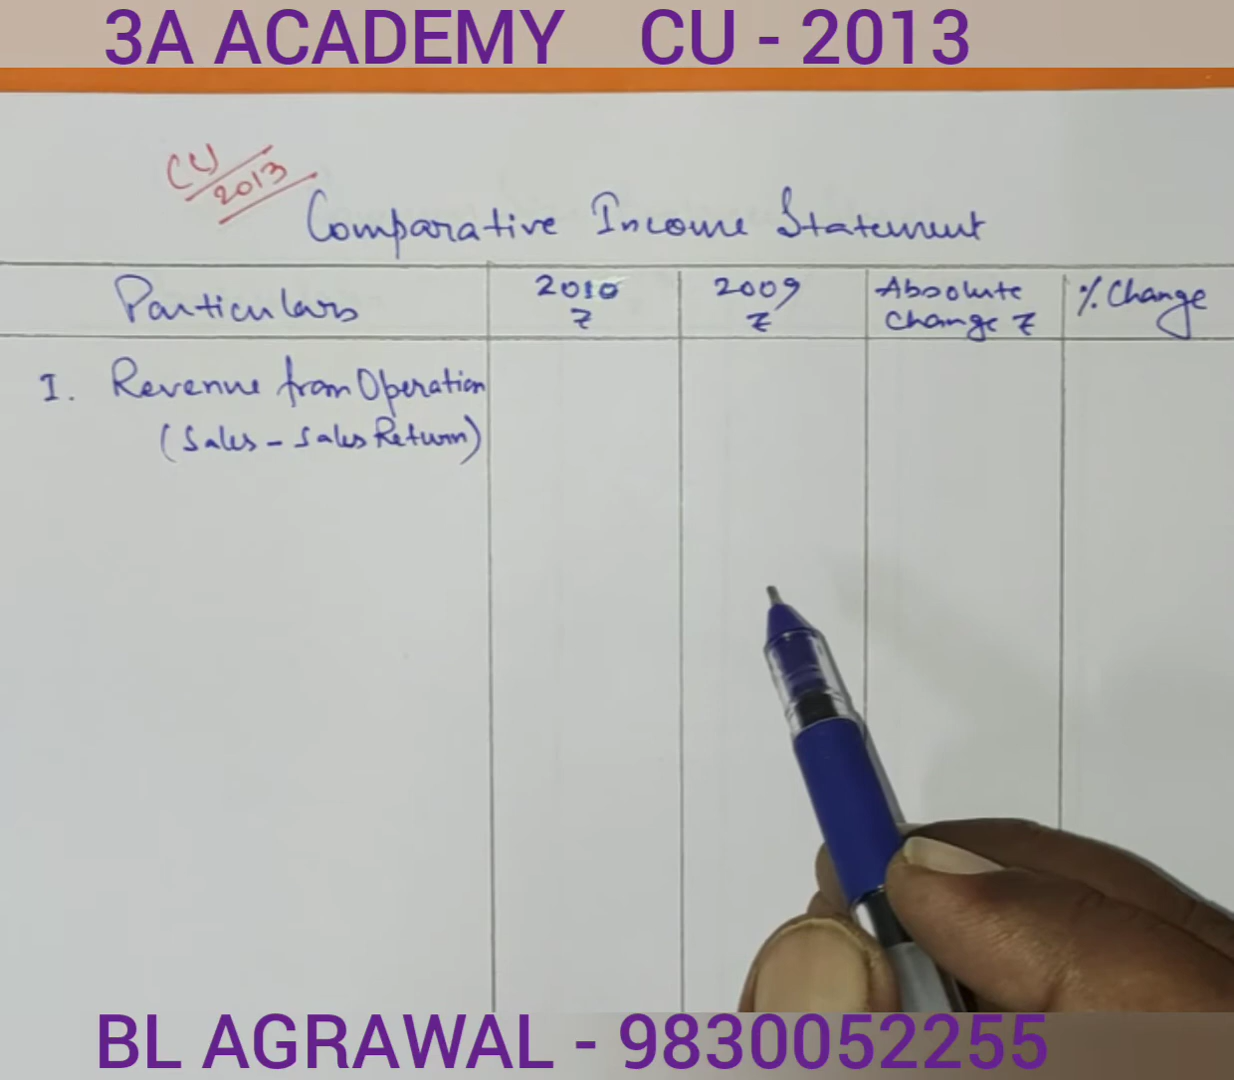 3A ACADEMY CU - 2013
CU
2013
Comparative Income Statement
Particulars 2010 ₹ 2009 ₹ Absolute Change ₹ % Change
I. Revenue from Operation
(Sales - Sales Return)
BL AGRAWAL - 9830052255